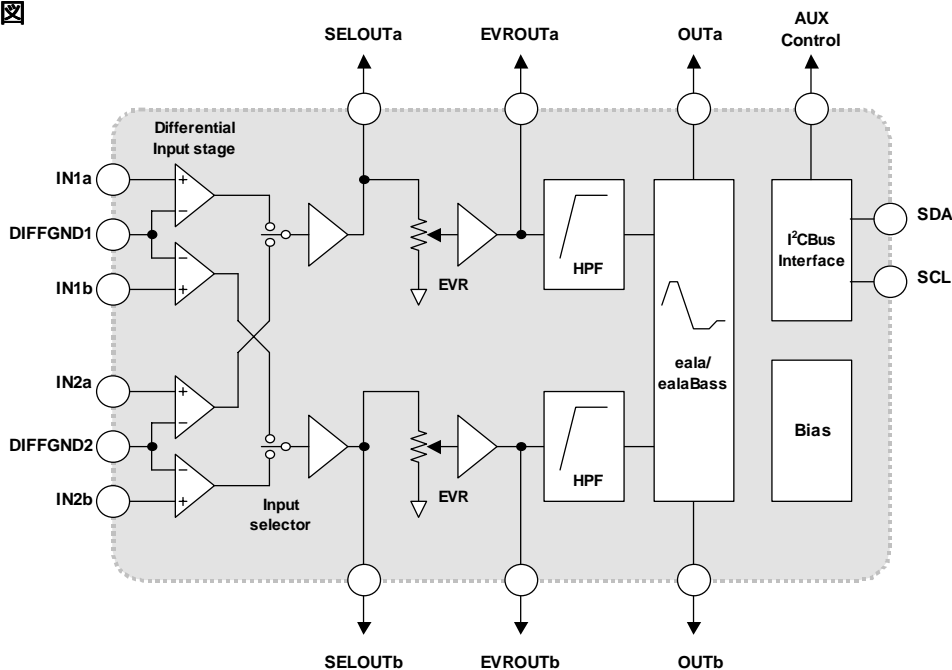 図
SELOUTa
EVROUTa
OUTa
AUX
Control
Differential
Input stage
IN1a
DIFFGND1
IN1b
+
−
−
+
EVR
HPF
I²CBus
Interface
SDA
SCL
eala/
ealaBass
IN2a
DIFFGND2
IN2b
+
−
−
+
Input
selector
EVR
HPF
Bias
SELOUTb
EVROUTb
OUTb